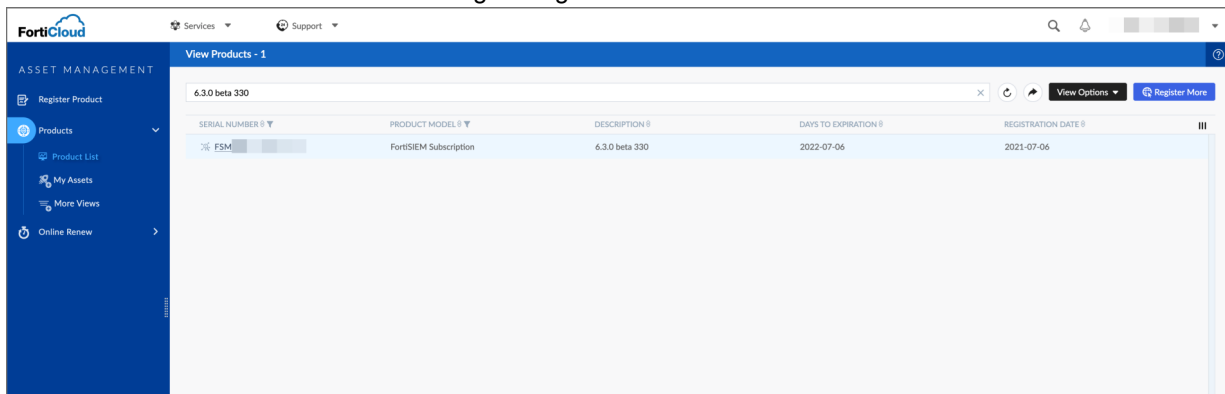 FortiCloud
Services
Support
ASSET MANAGEMENT
Register Product
Products
Product List
My Assets
More Views
Online Renew
View Products - 1
6.3.0 beta 330
View Options
Register More
SERIAL NUMBER PRODUCT MODEL DESCRIPTION DAYS TO EXPIRATION REGISTRATION DATE
FSM FortiSIEM Subscription 6.3.0 beta 330 2022-07-06 2021-07-06